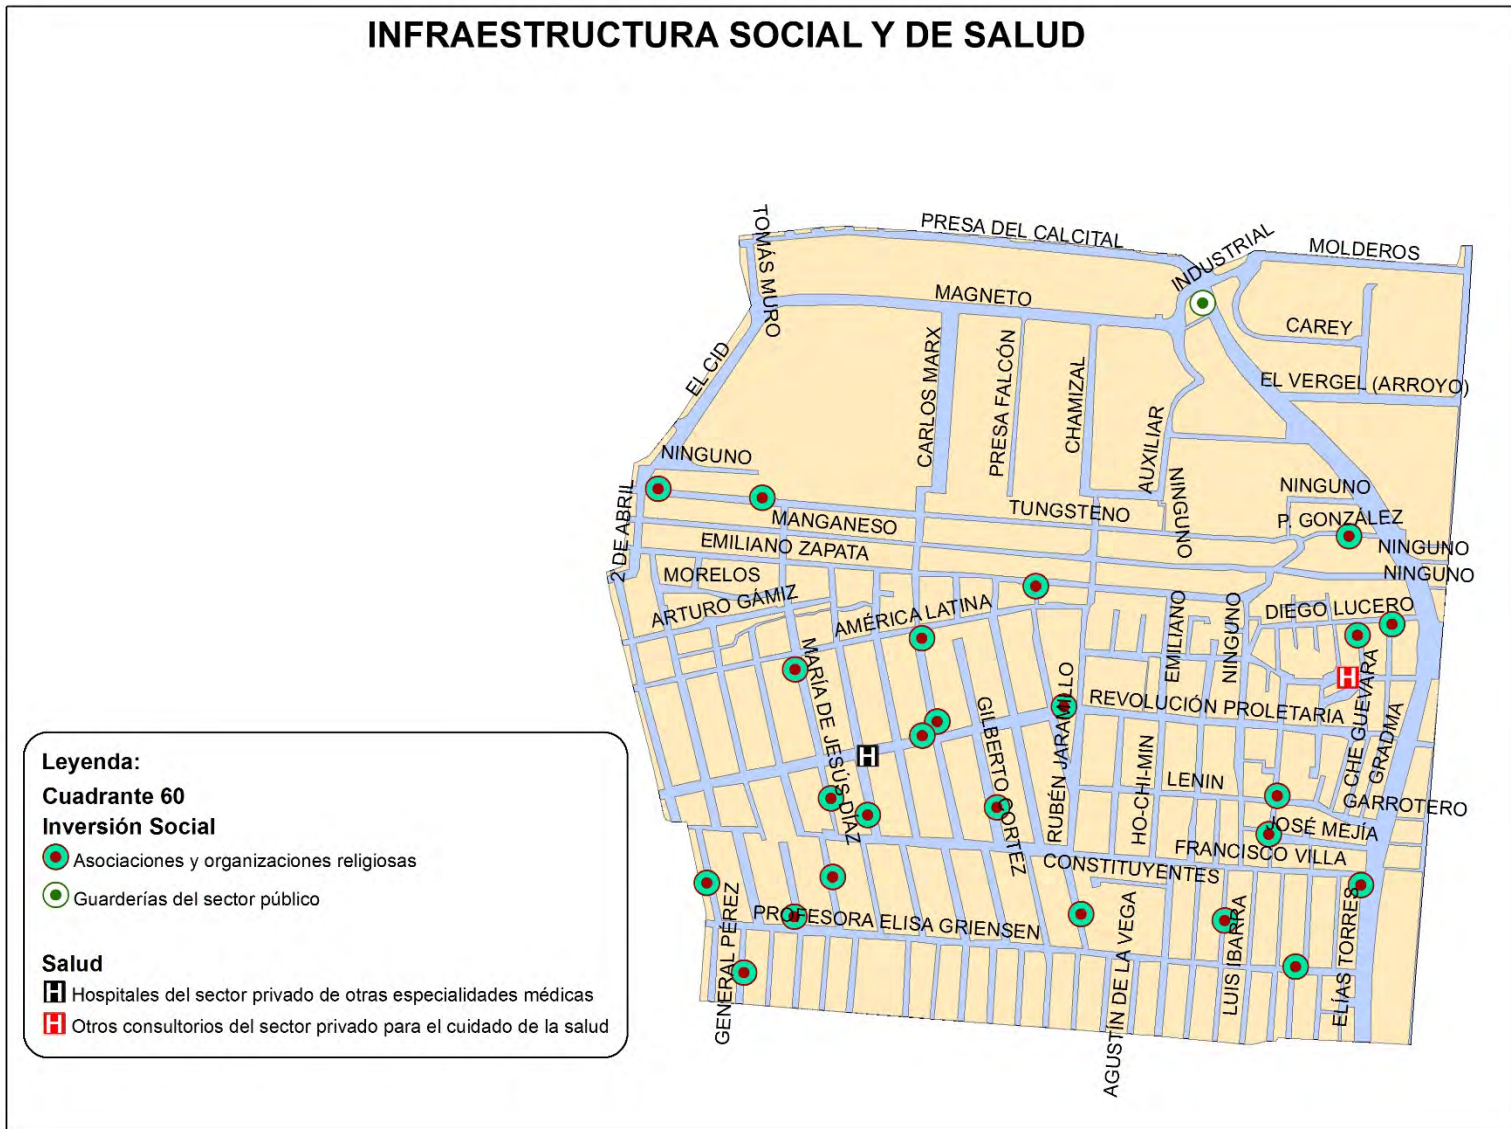 INFRAESTRUCTURA SOCIAL Y DE SALUD
TOMÁS MURO
PRESA DEL CALCITAL
INDUSTRIAL
MOLDEROS
MAGNETO
CAREY
EL CID
CARLOS MARX
PRESA FALCÓN
CHAMIZAL
AUXILIAR
EL VERGEL (ARROYO)
NINGUNO
2 DE ABRIL
NINGUNO
NINGUNO
MANGANESO
TUNGSTENO
P. GONZÁLEZ
NINGUNO
NINGUNO
EMILIANO ZAPATA
MORELOS
ARTURO GÁMIZ
AMÉRICA LATINA
EMILIANO
NINGUNO
DIEGO LUCERO
MARÍA DE JESÚS DÍAZ
GILBERTO CORTEZ
RUBÉN JARAMILLO
REVOLUCIÓN PROLETARIA
CHE GUEVARA
GRADMA
HO-CHI-MIN
LENIN
GARROTERO
JOSÉ MEJÍA
FRANCISCO VILLA
CONSTITUYENTES
GENERAL PÉREZ
PROFESORA ELISA GRIENSEN
AGUSTÍN DE LA VEGA
LUIS IBARRA
ELÍAS TORRES
Leyenda:
Cuadrante 60
Inversión Social
Asociaciones y organizaciones religiosas
Guarderías del sector público
Salud
H Hospitales del sector privado de otras especialidades médicas
H Otros consultorios del sector privado para el cuidado de la salud